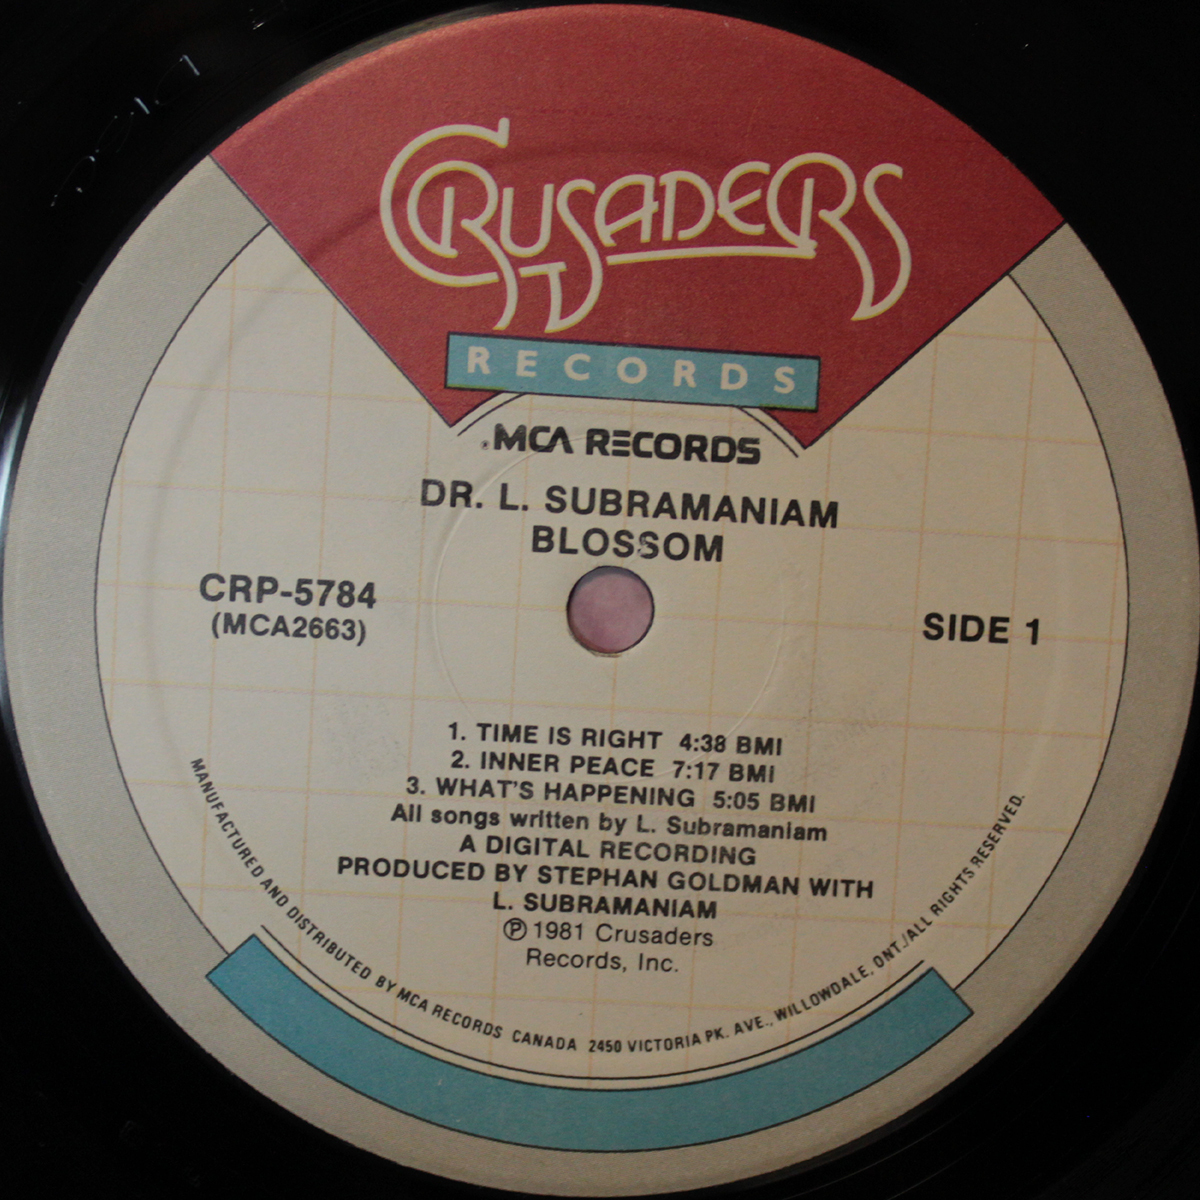 CRUSADERS
RECORDS
MCA RECORDS
DR. L. SUBRAMANIAM
BLOSSOM
CRP-5784
(MCA2663)
SIDE 1
1. TIME IS RIGHT 4:38 BMI
2. INNER PEACE 7:17 BMI
3. WHAT'S HAPPENING 5:05 BMI
All songs written by L. Subramaniam
A DIGITAL RECORDING
PRODUCED BY STEPHAN GOLDMAN WITH
L. SUBRAMANIAM
℗ 1981 Crusaders
Records, Inc.
MANUFACTURED AND DISTRIBUTED BY MCA RECORDS CANADA 2450 VICTORIA PK. AVE., WILLOWDALE, ONT./ALL RIGHTS RESERVED.